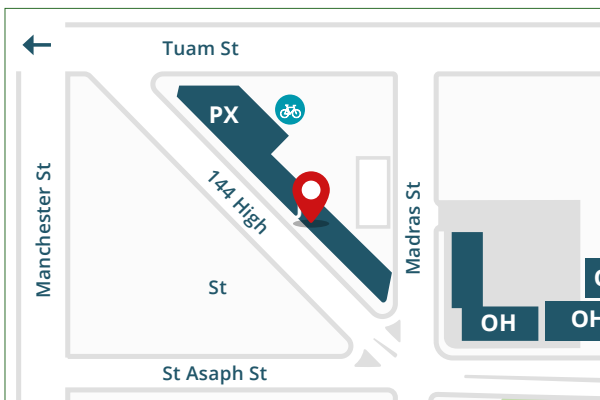 Tuam St
PX
Manchester St
144 High
St
Madras St
OH
OH
St Asaph St